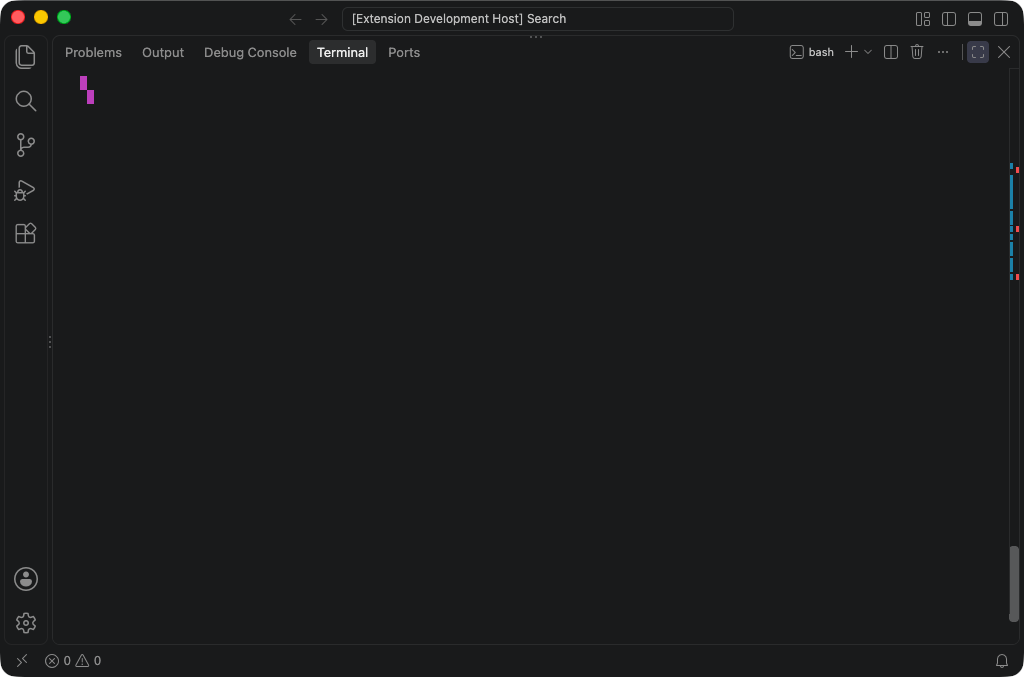 [Extension Development Host] Search
Problems
Output
Debug Console
Terminal
Ports
bash
0
0